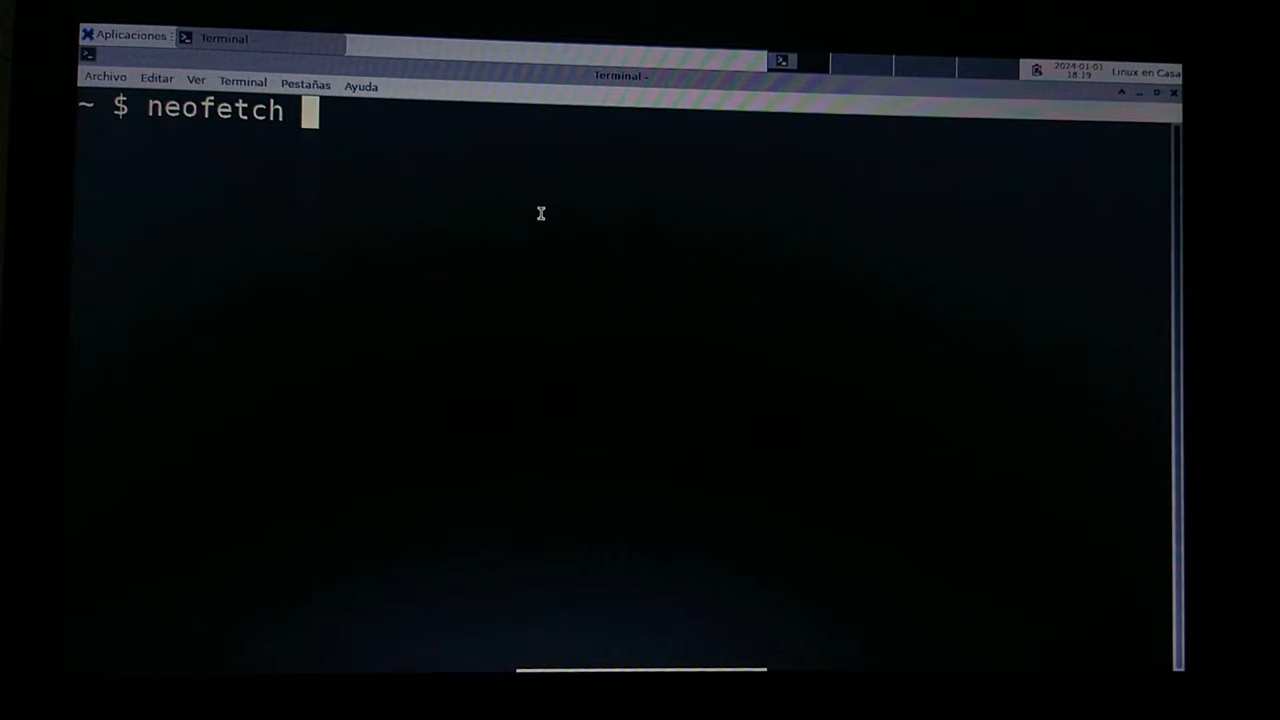 Aplicaciones
Terminal -
2024-01-01
18:19
Linux en Casa
Terminal -
Archivo Editar Ver Terminal Pestañas Ayuda
~ $ neofetch